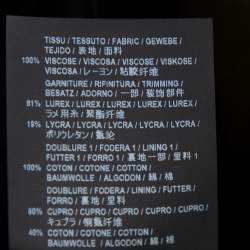 TISSU / TESSUTO / FABRIC / GEWEBE /
TEJIDO / 表地 / 面料
100% VISCOSE / VISCOSA / VISCOSE / VISKOSE /
VISCOSA / レーヨン / 粘胶纤维
GARNITURE / RIFINITURA / TRIMMING /
BESATZ / ADORNO / 一部 / 装饰部件
81% LUREX / LUREX / LUREX / LUREX / LUREX /
ラメ用糸 / 聚酯纤维
19% LYCRA / LYCRA / LYCRA / LYCRA / LYCRA /
ポリウレタン / 氨纶
DOUBLURE 1 / FODERA 1 / LINING 1 /
FUTTER 1 / FORRO 1 / 裏地一部 / 里料 1
100% COTON / COTONE / COTTON /
BAUMWOLLE / ALGODON / 綿 / 棉
DOUBLURE / FODERA / LINING / FUTTER /
FORRO / 裏地 / 里料
60% CUPRO / CUPRO / CUPRO / CUPRO / CUPRO /
キュプラ / 铜氨纤维
40% COTON / COTONE / COTTON /
BAUMWOLLE / ALGODON / 綿 / 棉